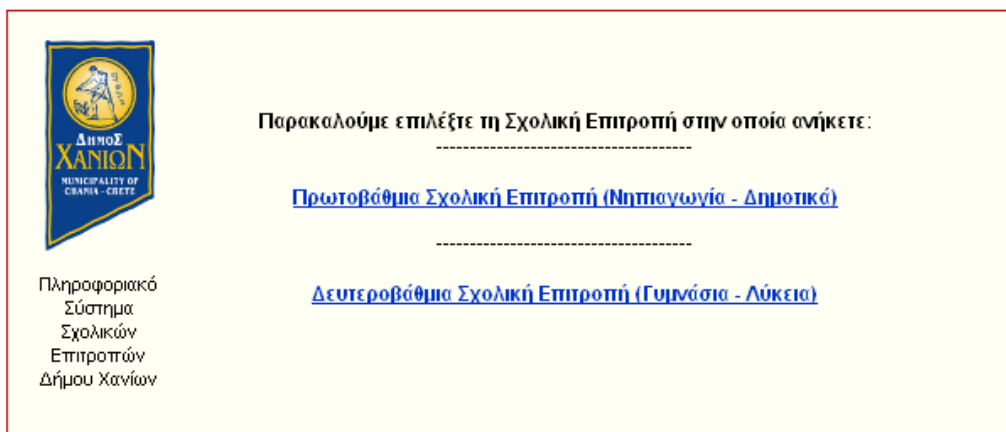 ΔΗΜΟΣ
ΧΑΝΙΩΝ
MUNICIPALITY OF
CHANIA - CRETE
Πληροφοριακό
Σύστημα
Σχολικών
Επιτροπών
Δήμου Χανίων
Παρακαλούμε επιλέξτε τη Σχολική Επιτροπή στην οποία ανήκετε:
--------------------------------------
Πρωτοβάθμια Σχολική Επιτροπή (Νηπιαγωγία - Δημοτικά)
--------------------------------------
Δευτεροβάθμια Σχολική Επιτροπή (Γυμνάσια - Λύκεια)